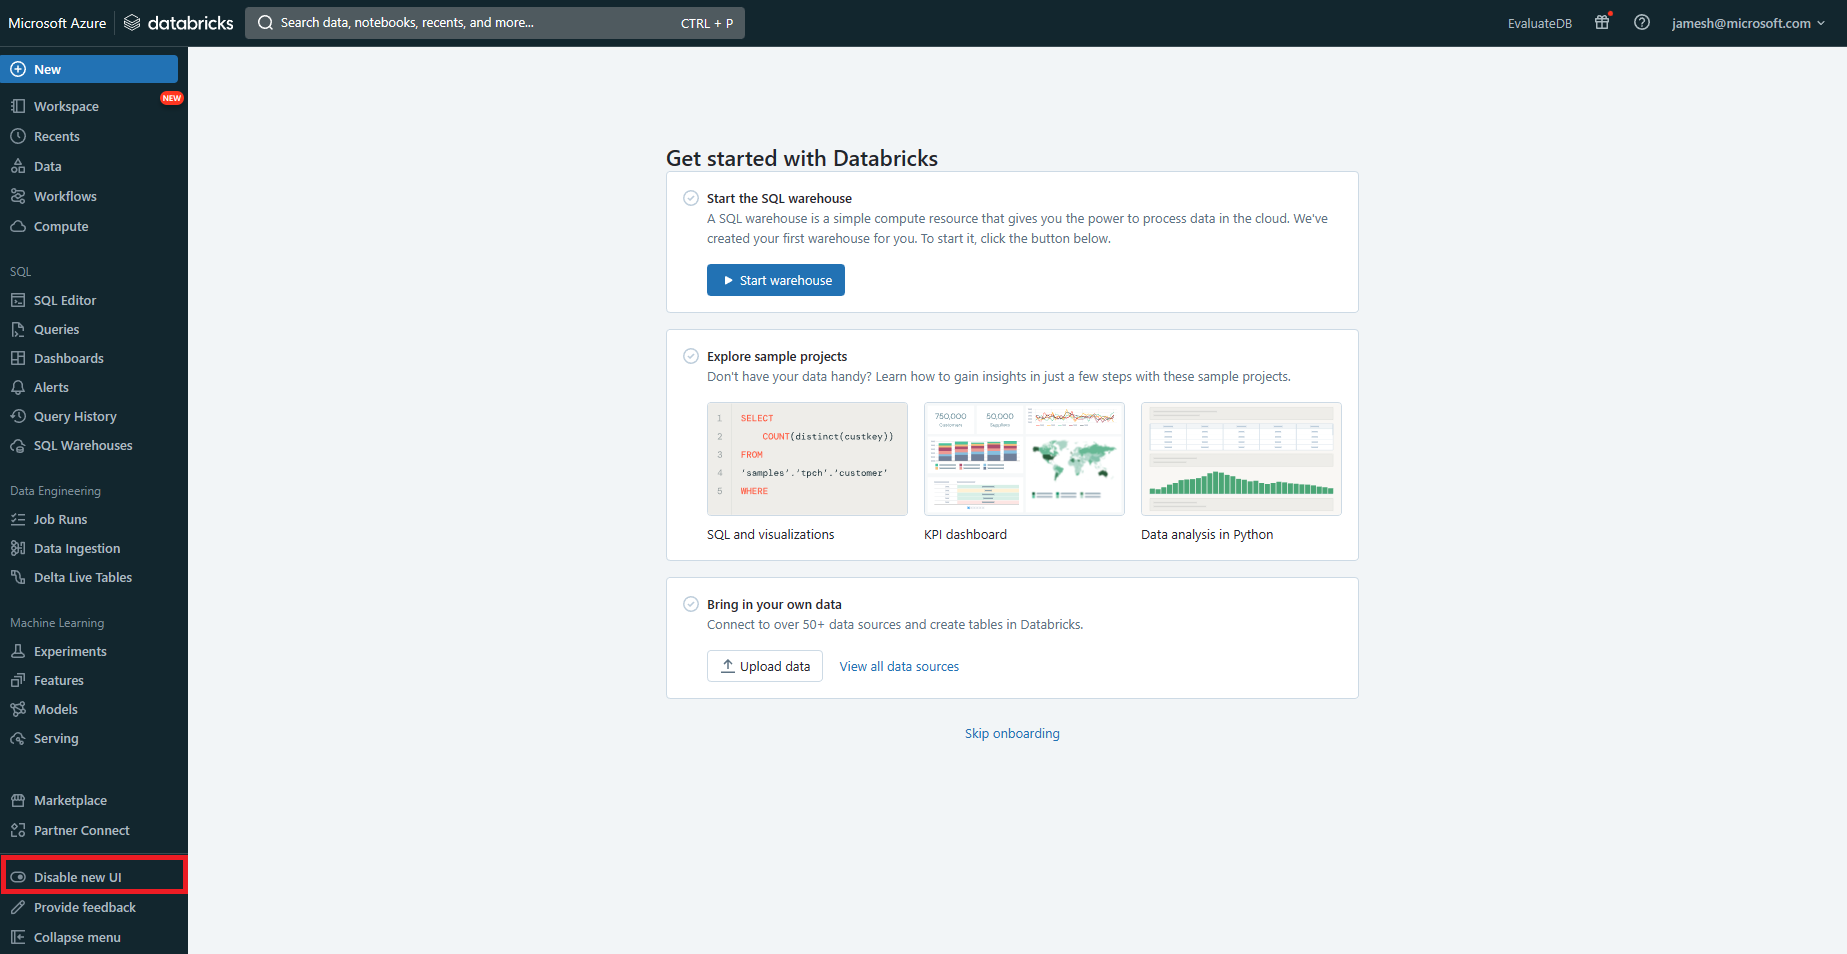 Microsoft Azure databricks Search data, notebooks, recents, and more... CTRL + P EvaluateDB jamesh@microsoft.com
New
Workspace NEW
Recents
Data
Workflows
Compute
SQL
SQL Editor
Queries
Dashboards
Alerts
Query History
SQL Warehouses
Data Engineering
Job Runs
Data Ingestion
Delta Live Tables
Machine Learning
Experiments
Features
Models
Serving
Marketplace
Partner Connect
Disable new UI
Provide feedback
Collapse menu
Get started with Databricks
Start the SQL warehouse
A SQL warehouse is a simple compute resource that gives you the power to process data in the cloud. We've
created your first warehouse for you. To start it, click the button below.
Start warehouse
Explore sample projects
Don't have your data handy? Learn how to gain insights in just a few steps with these sample projects.
1 SELECT
2 COUNT(distinct(custkey))
3 FROM
4 ‘samples’.‘tpch’.‘customer’
5 WHERE
750,000 50,000
Customers Suppliers
SQL and visualizations KPI dashboard Data analysis in Python
Bring in your own data
Connect to over 50+ data sources and create tables in Databricks.
Upload data View all data sources
Skip onboarding